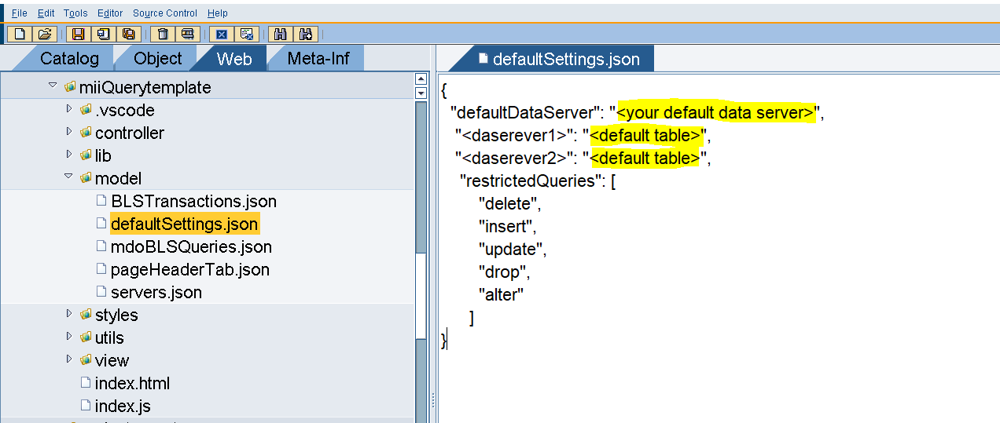 File Edit Tools Editor Source Control Help
Catalog Object Web Meta-Inf
miiQuerytemplate
.vscode
controller
lib
model
BLSTransactions.json
defaultSettings.json
mdoBLSQueries.json
pageHeaderTab.json
servers.json
styles
utils
view
index.html
index.js
defaultSettings.json
{
"defaultDataServer": "<your default data server>",
"<daserever1>": "<default table>",
"<daserever2>": "<default table>",
"restrictedQueries": [
"delete",
"insert",
"update",
"drop",
"alter"
]
}